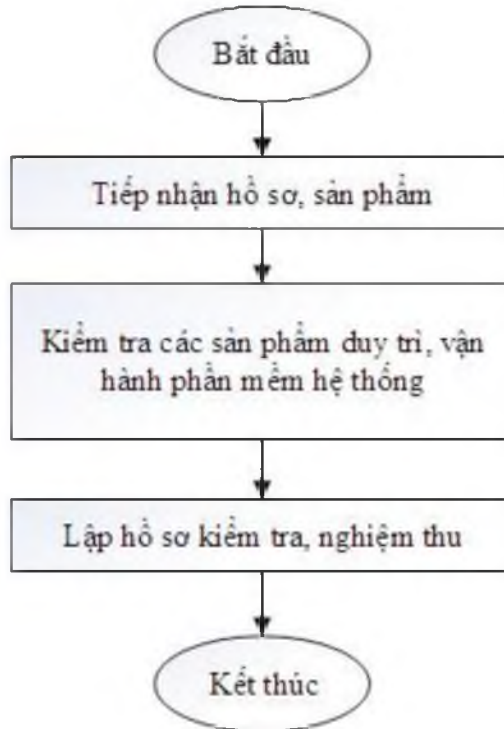 Bắt đầu
Tiếp nhận hồ sơ, sản phẩm
Kiểm tra các sản phẩm duy trì, vận
hành phần mềm hệ thống
Lập hồ sơ kiểm tra, nghiệm thu
Kết thúc